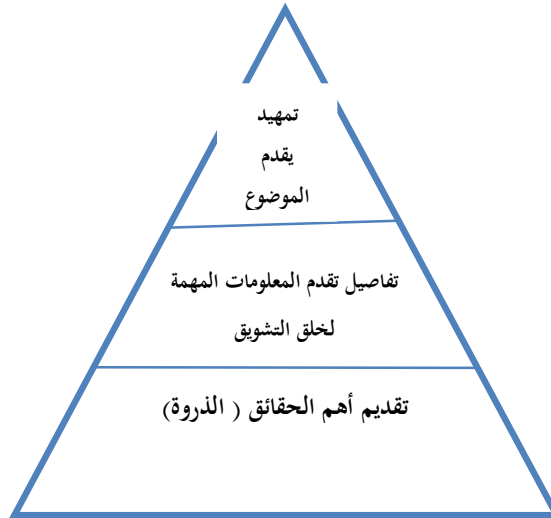 تمهيد
يقدم
الموضوع
تفاصيل تقدم المعلومات المهمة
لخلق التشويق
تقديم أهم الحقائق ( الذروة)